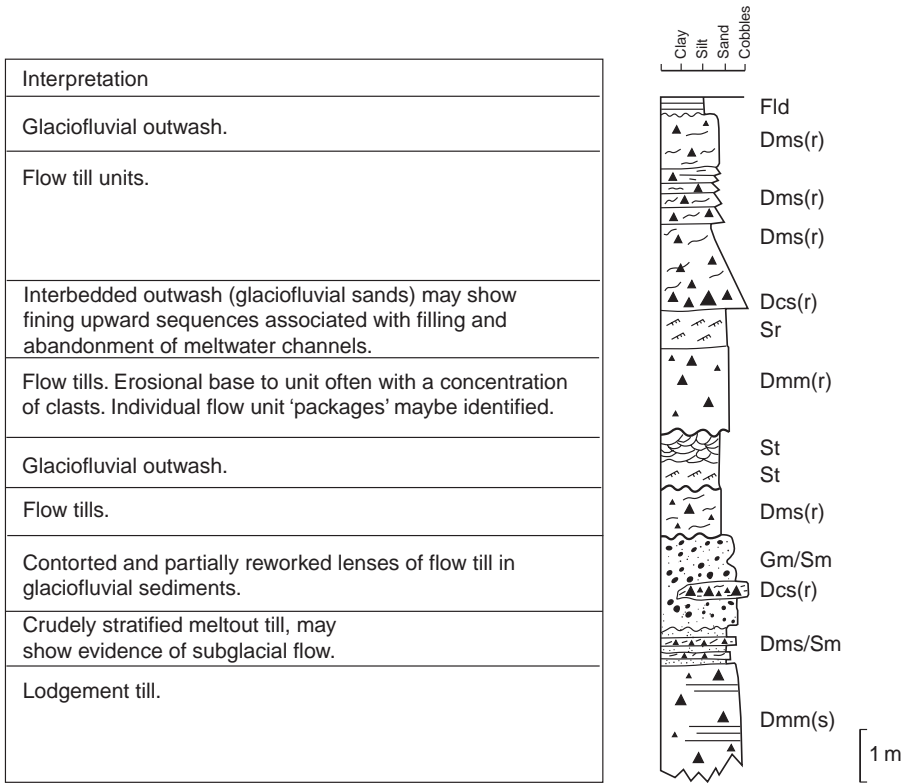 Clay
Silt
Sand
Cobbles
Interpretation
Glaciofluvial outwash.
Flow till units.
Interbedded outwash (glaciofluvial sands) may show
fining upward sequences associated with filling and
abandonment of meltwater channels.
Flow tills. Erosional base to unit often with a concentration
of clasts. Individual flow unit ‘packages’ maybe identified.
Glaciofluvial outwash.
Flow tills.
Contorted and partially reworked lenses of flow till in
glaciofluvial sediments.
Crudely stratified meltout till, may
show evidence of subglacial flow.
Lodgement till.
Fld
Dms(r)
Dms(r)
Dms(r)
Dcs(r)
Sr
Dmm(r)
St
St
Dms(r)
Gm/Sm
Dcs(r)
Dms/Sm
Dmm(s)
1 m